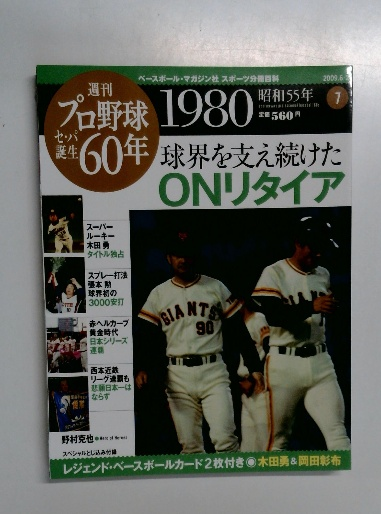 ベースボール・マガジン社 スポーツ分冊百科
週刊
プロ野球
セ・パ誕生
60年
1980
昭和55年
定価560円
7
球界を支え続けた
ONリタイア
スーパー
ルーキー
木田 勇
タイトル独占
スプレー打法
張本 勲
球界初の
3000安打
赤ヘルカープ
黄金時代
日本シリーズ
連覇
西本近鉄
リーグ連覇も
悲願日本一は
ならず
GIANTS
90
GIANTS
野村克也
スペシャルとじ込み付録
レジェンド・ベースボールカード2枚付き◉木田勇&岡田彰布